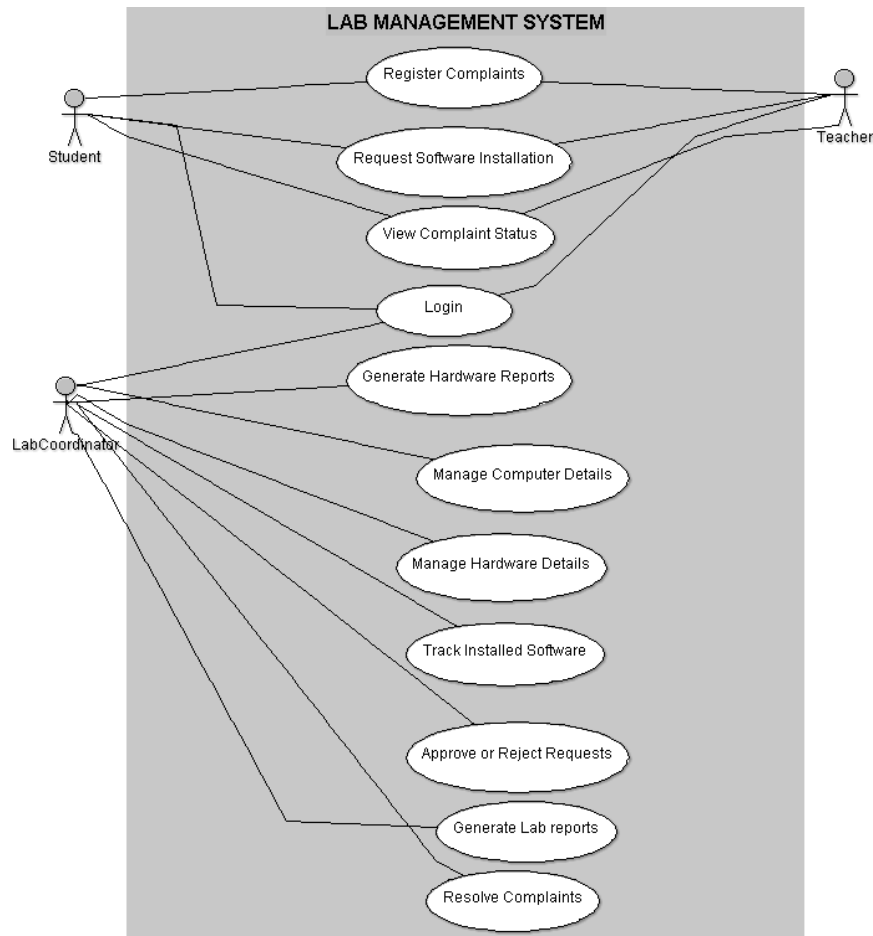 LAB MANAGEMENT SYSTEM
Register Complaints
Student
Teacher
Request Software Installation
View Complaint Status
Login
Generate Hardware Reports
LabCoordinator
Manage Computer Details
Manage Hardware Details
Track Installed Software
Approve or Reject Requests
Generate Lab reports
Resolve Complaints